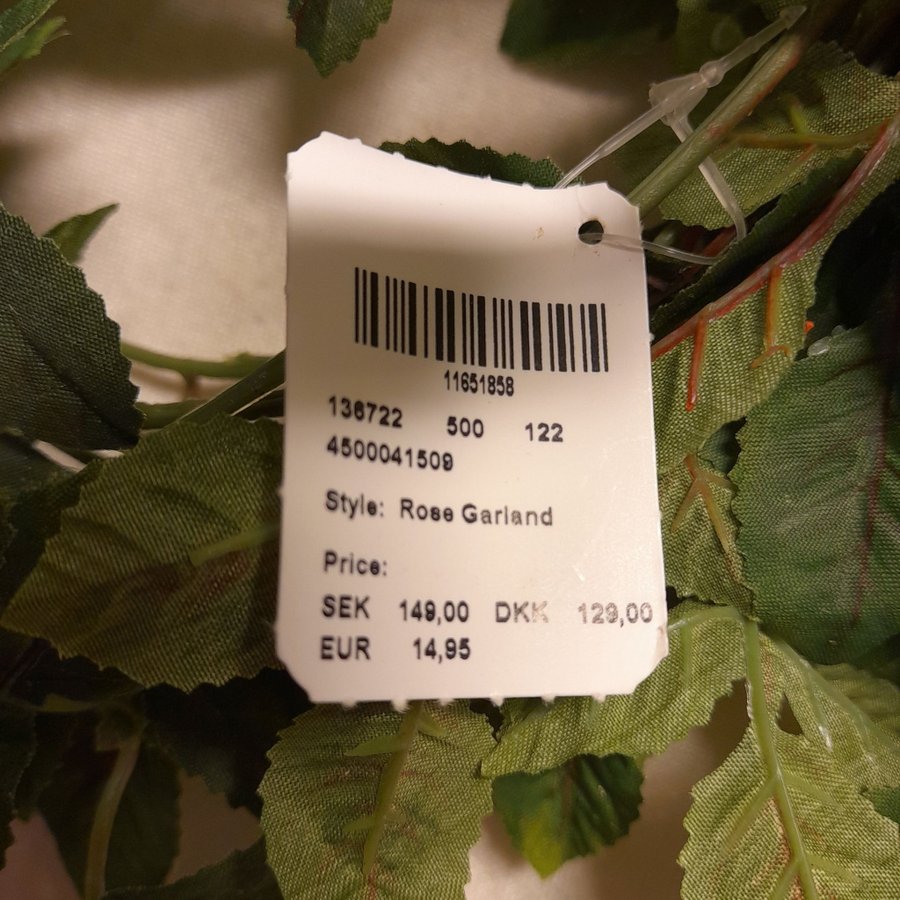 11651858
136722 500 122
4500041509
Style: Rose Garland
Price:
SEK 149,00 DKK 129,00
EUR 14,95